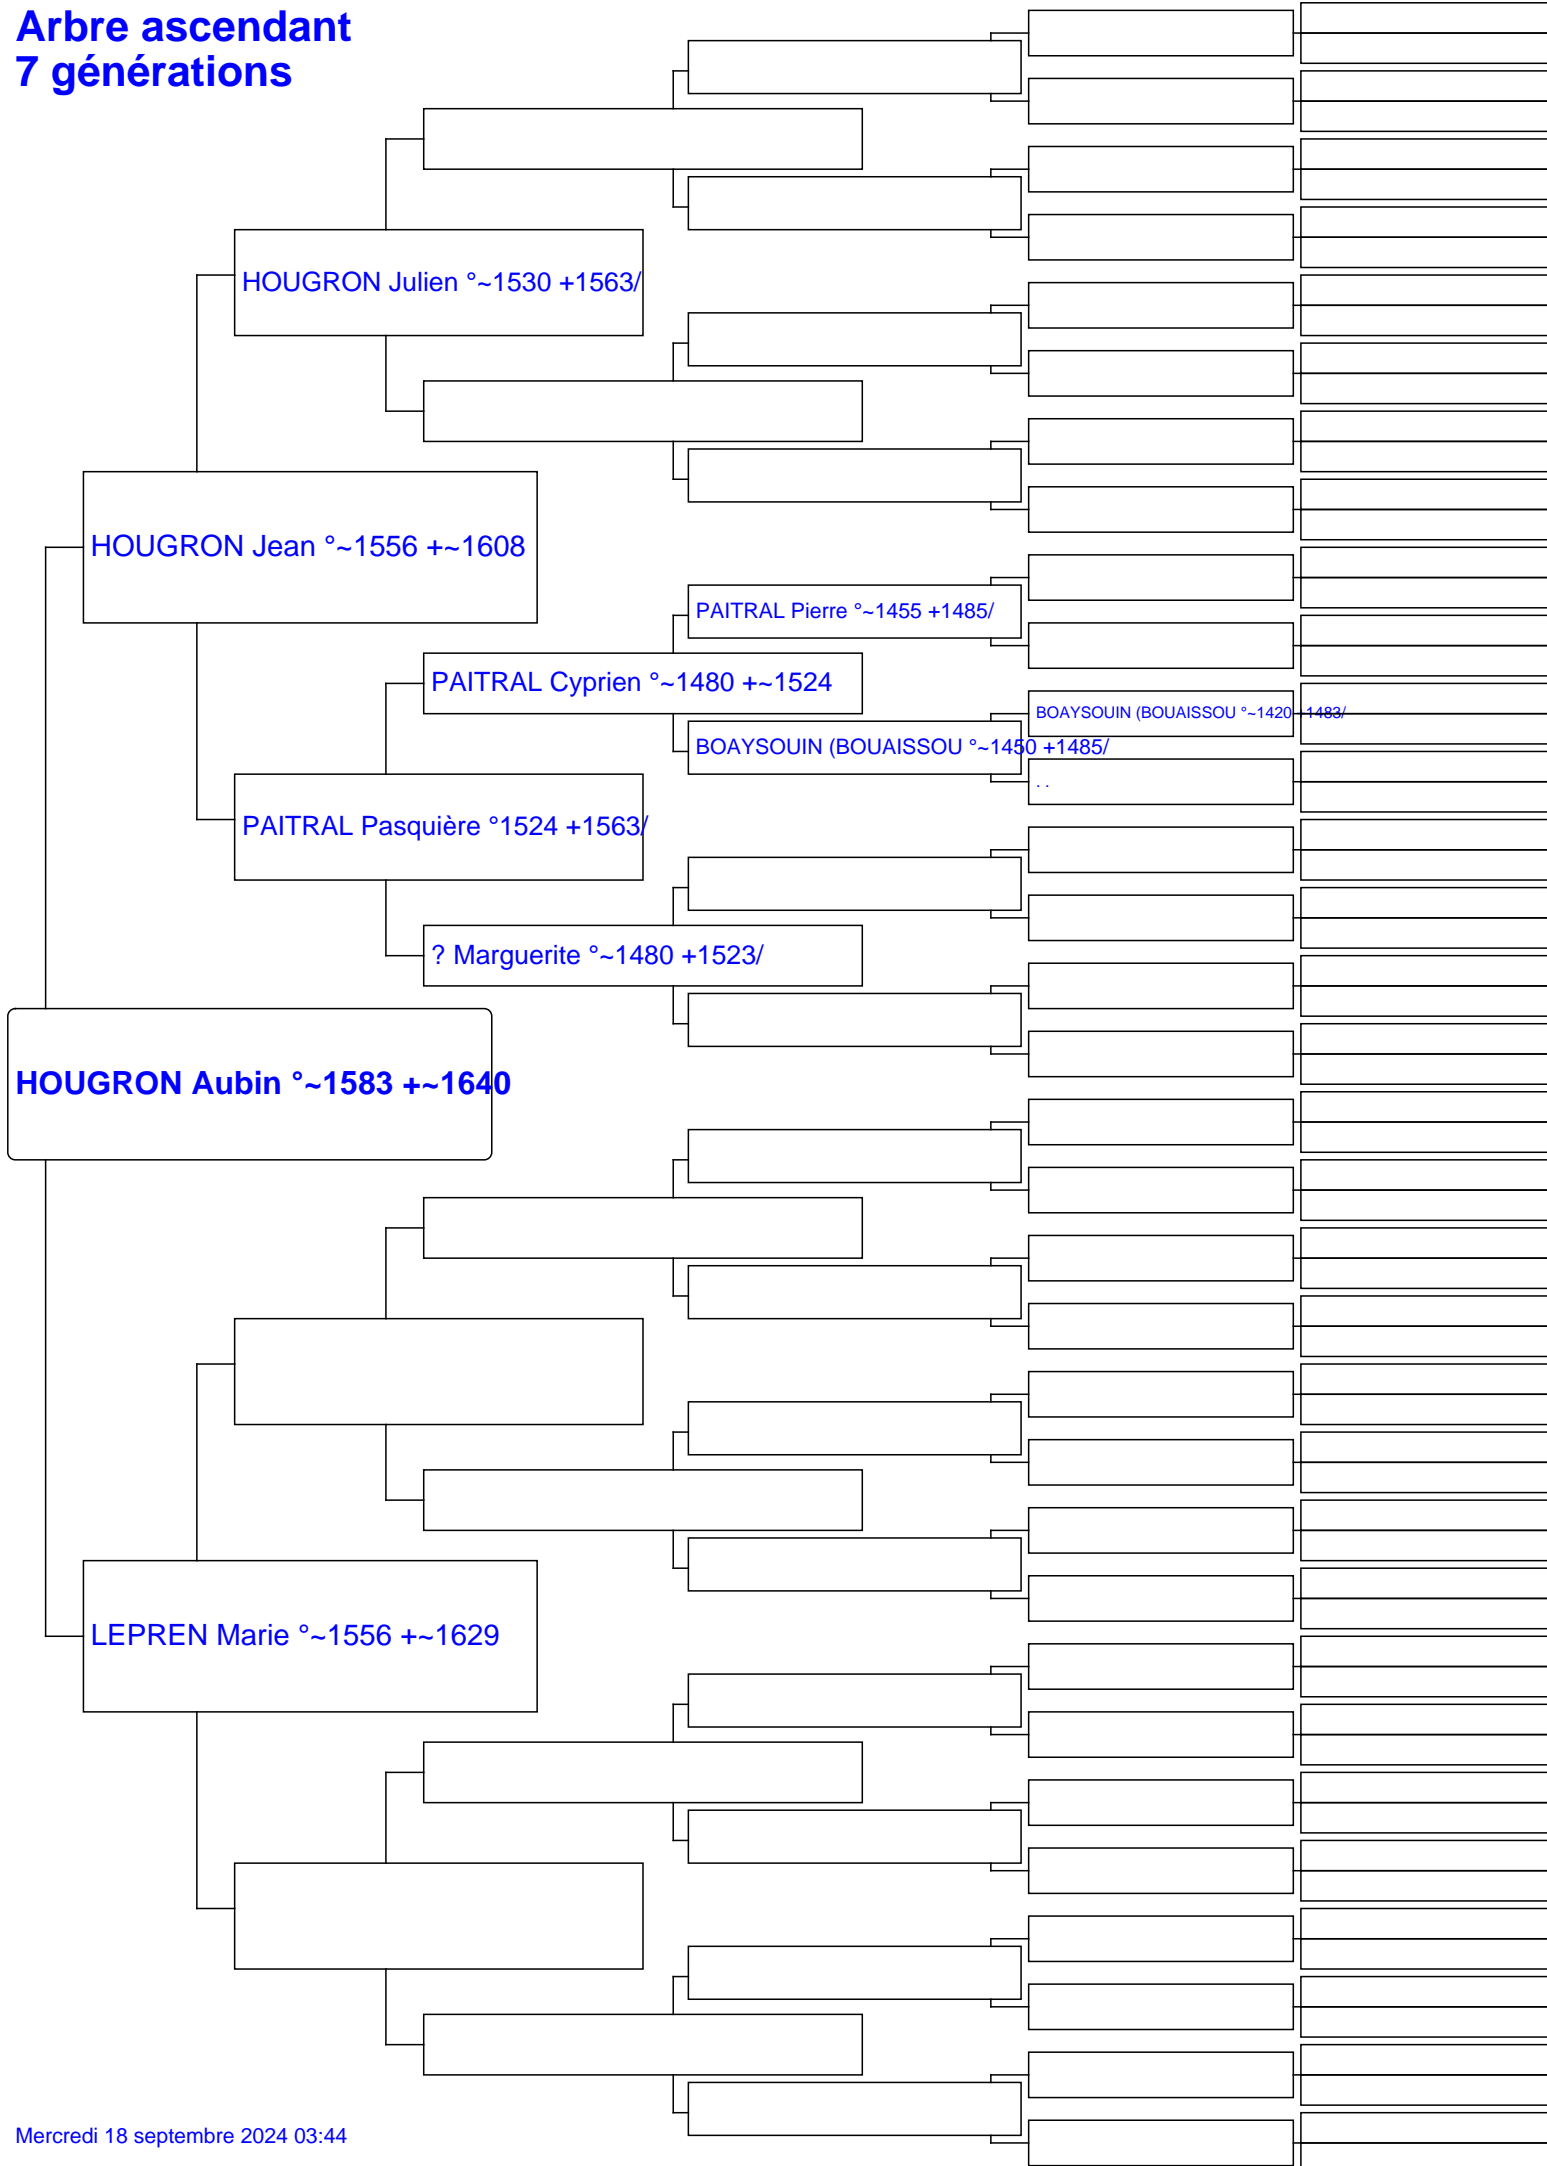 Arbre ascendant
7 générations
HOUGRON Julien °~1530 +1563/
HOUGRON Jean °~1556 +~1608
PAITRAL Pierre °~1455 +1485/
PAITRAL Cyprien °~1480 +~1524
BOAYSOUIN (BOUAISSOU °~1420 +1483/
BOAYSOUIN (BOUAISSOU °~1450 +1485/
. .
PAITRAL Pasquière °1524 +1563/
? Marguerite °~1480 +1523/
HOUGRON Aubin °~1583 +~1640
LEPREN Marie °~1556 +~1629
Mercredi 18 septembre 2024 03:44